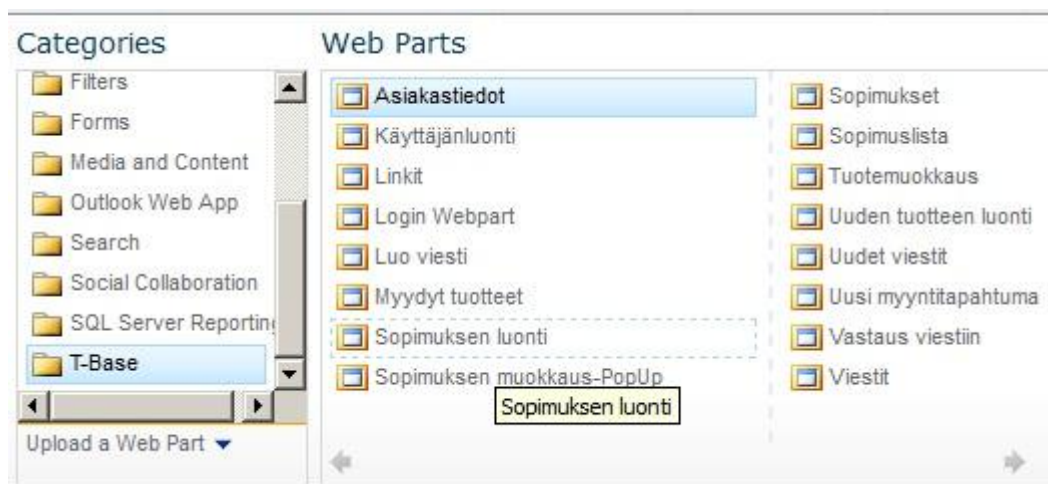 Categories
Filters
Forms
Media and Content
Outlook Web App
Search
Social Collaboration
SQL Server Reporting
T-Base
Upload a Web Part
Web Parts
Asiakastiedot
Käyttäjänluonti
Linkit
Login Webpart
Luo viesti
Myydyt tuotteet
Sopimuksen luonti
Sopimuksen muokkaus-PopUp
Sopimuksen luonti
Sopimukset
Sopimuslista
Tuotemuokkaus
Uuden tuotteen luonti
Uudet viestit
Uusi myyntitapahtuma
Vastaus viestiin
Viestit